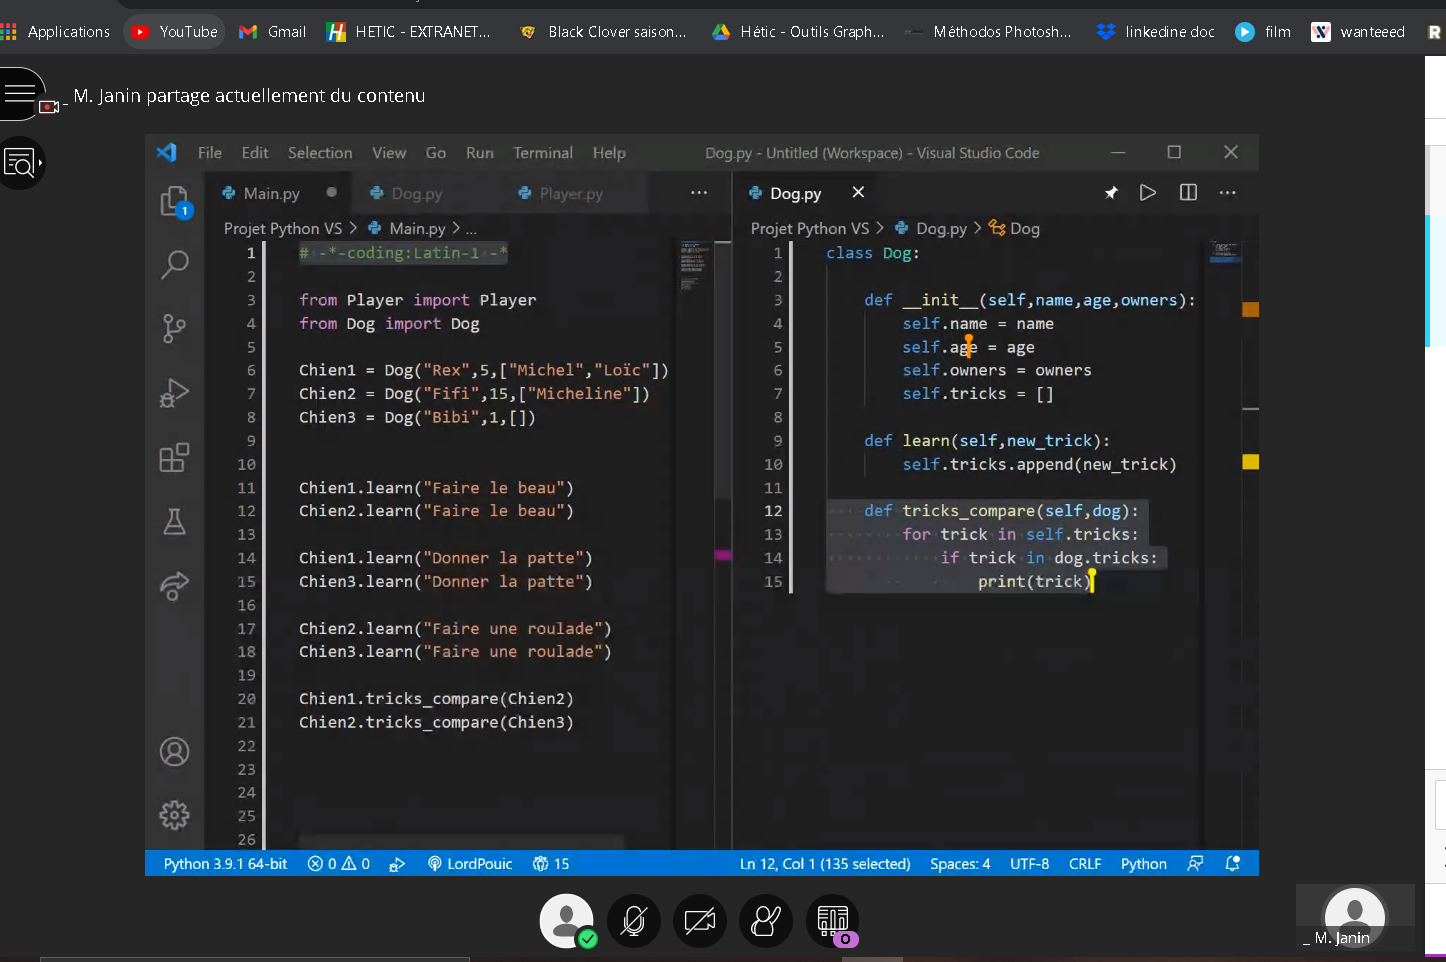 Applications YouTube Gmail HETIC - EXTRANET... Black Clover saison... Hétic - Outils Graph... Méthodos Photosh... linkedine doc film wanteeed
_ M. Janin partage actuellement du contenu
File Edit Selection View Go Run Terminal Help Dog.py - Untitled (Workspace) - Visual Studio Code
Main.py Dog.py Player.py ...
Projet Python VS > Main.py > ...
1 # -*-coding:Latin-1 -*
2
3 from Player import Player
4 from Dog import Dog
5
6 Chien1 = Dog("Rex",5,["Michel","Loïc"])
7 Chien2 = Dog("Fifi",15,["Micheline"])
8 Chien3 = Dog("Bibi",1,[])
9
10
11 Chien1.learn("Faire le beau")
12 Chien2.learn("Faire le beau")
13
14 Chien1.learn("Donner la patte")
15 Chien3.learn("Donner la patte")
16
17 Chien2.learn("Faire une roulade")
18 Chien3.learn("Faire une roulade")
19
20 Chien1.tricks_compare(Chien2)
21 Chien2.tricks_compare(Chien3)
22
23
24
25
26
Dog.py
Projet Python VS > Dog.py > Dog
1 class Dog:
2
3 def __init__(self,name,age,owners):
4 self.name = name
5 self.age = age
6 self.owners = owners
7 self.tricks = []
8
9 def learn(self,new_trick):
10 self.tricks.append(new_trick)
11
12 def tricks_compare(self,dog):
13 for trick in self.tricks:
14 if trick in dog.tricks:
15 print(trick)
1
Python 3.9.1 64-bit 0 0 LordPouic 15 Ln 12, Col 1 (135 selected) Spaces: 4 UTF-8 CRLF Python
_ M. Janin